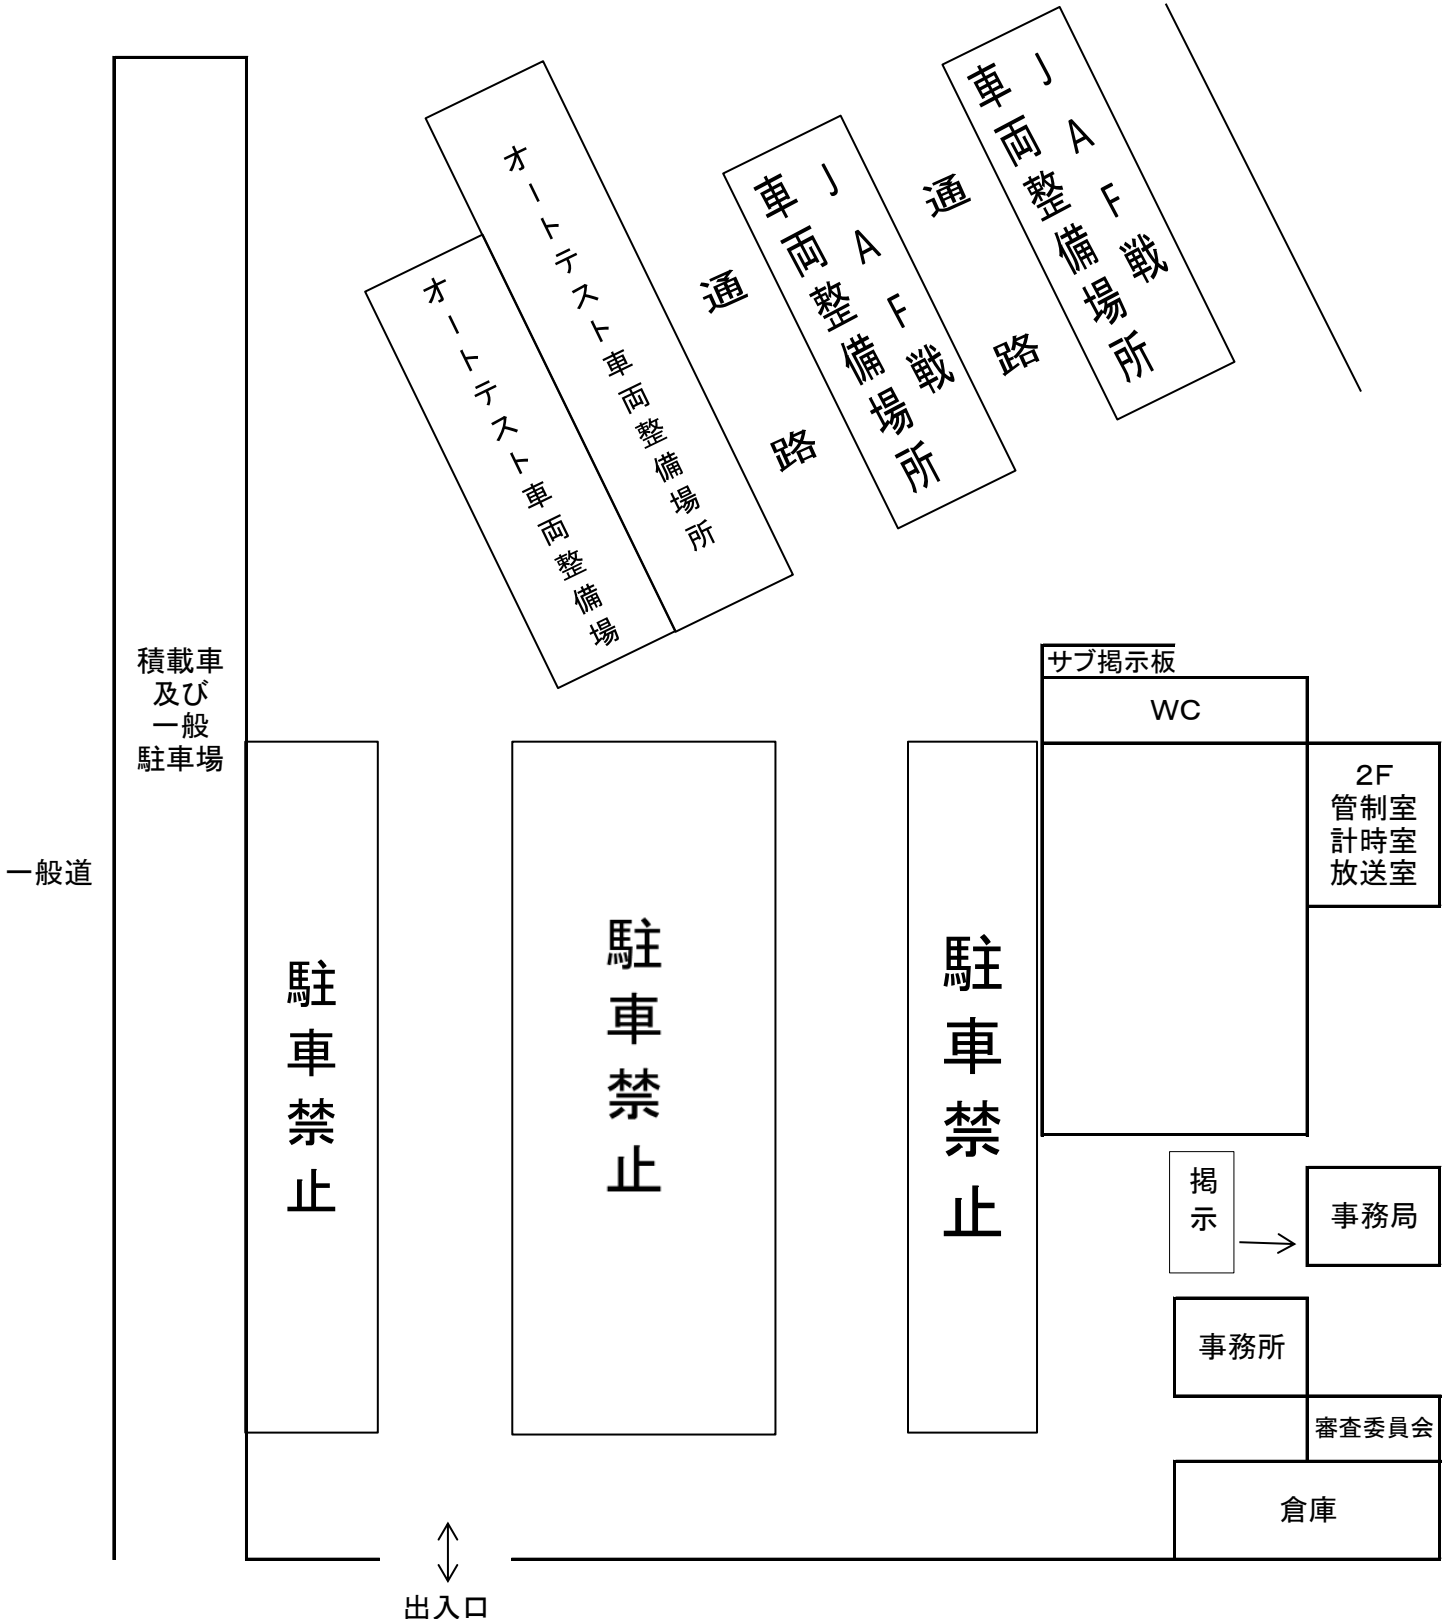 ＪＡＦ戦
車両整備場所
通路
ＪＡＦ戦
車両整備場所
通路
オートテスト車両整備場所
オートテスト車両整備場
積載車
及び
一般
駐車場
一般道
サブ掲示板
WC
2F
管制室
計時室
放送室
駐車禁止
駐車禁止
駐車禁止
掲示
事務局
事務所
審査委員会
倉庫
出入口